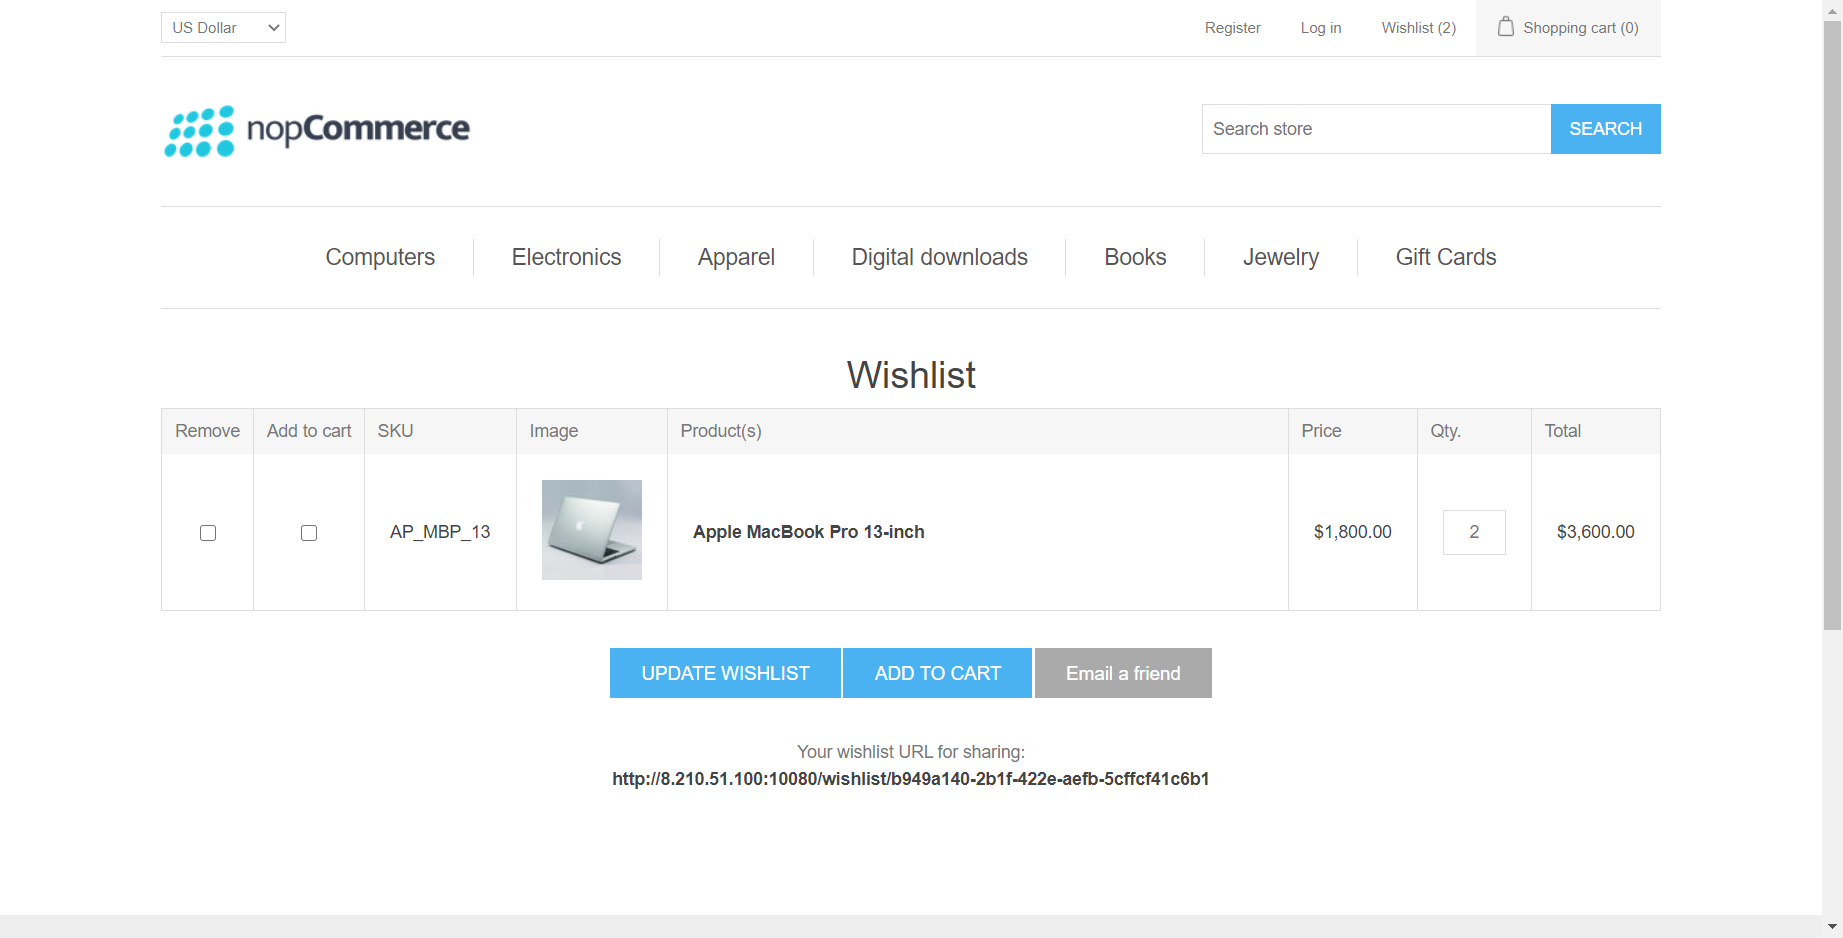 US Dollar
Register
Log in
Wishlist (2)
Shopping cart (0)
nopCommerce
Search store
SEARCH
Computers
Electronics
Apparel
Digital downloads
Books
Jewelry
Gift Cards
Wishlist
Remove Add to cart SKU Image Product(s) Price Qty. Total
AP_MBP_13 Apple MacBook Pro 13-inch $1,800.00 2 $3,600.00
UPDATE WISHLIST
ADD TO CART
Email a friend
Your wishlist URL for sharing:
http://8.210.51.100:10080/wishlist/b949a140-2b1f-422e-aefb-5cffcf41c6b1